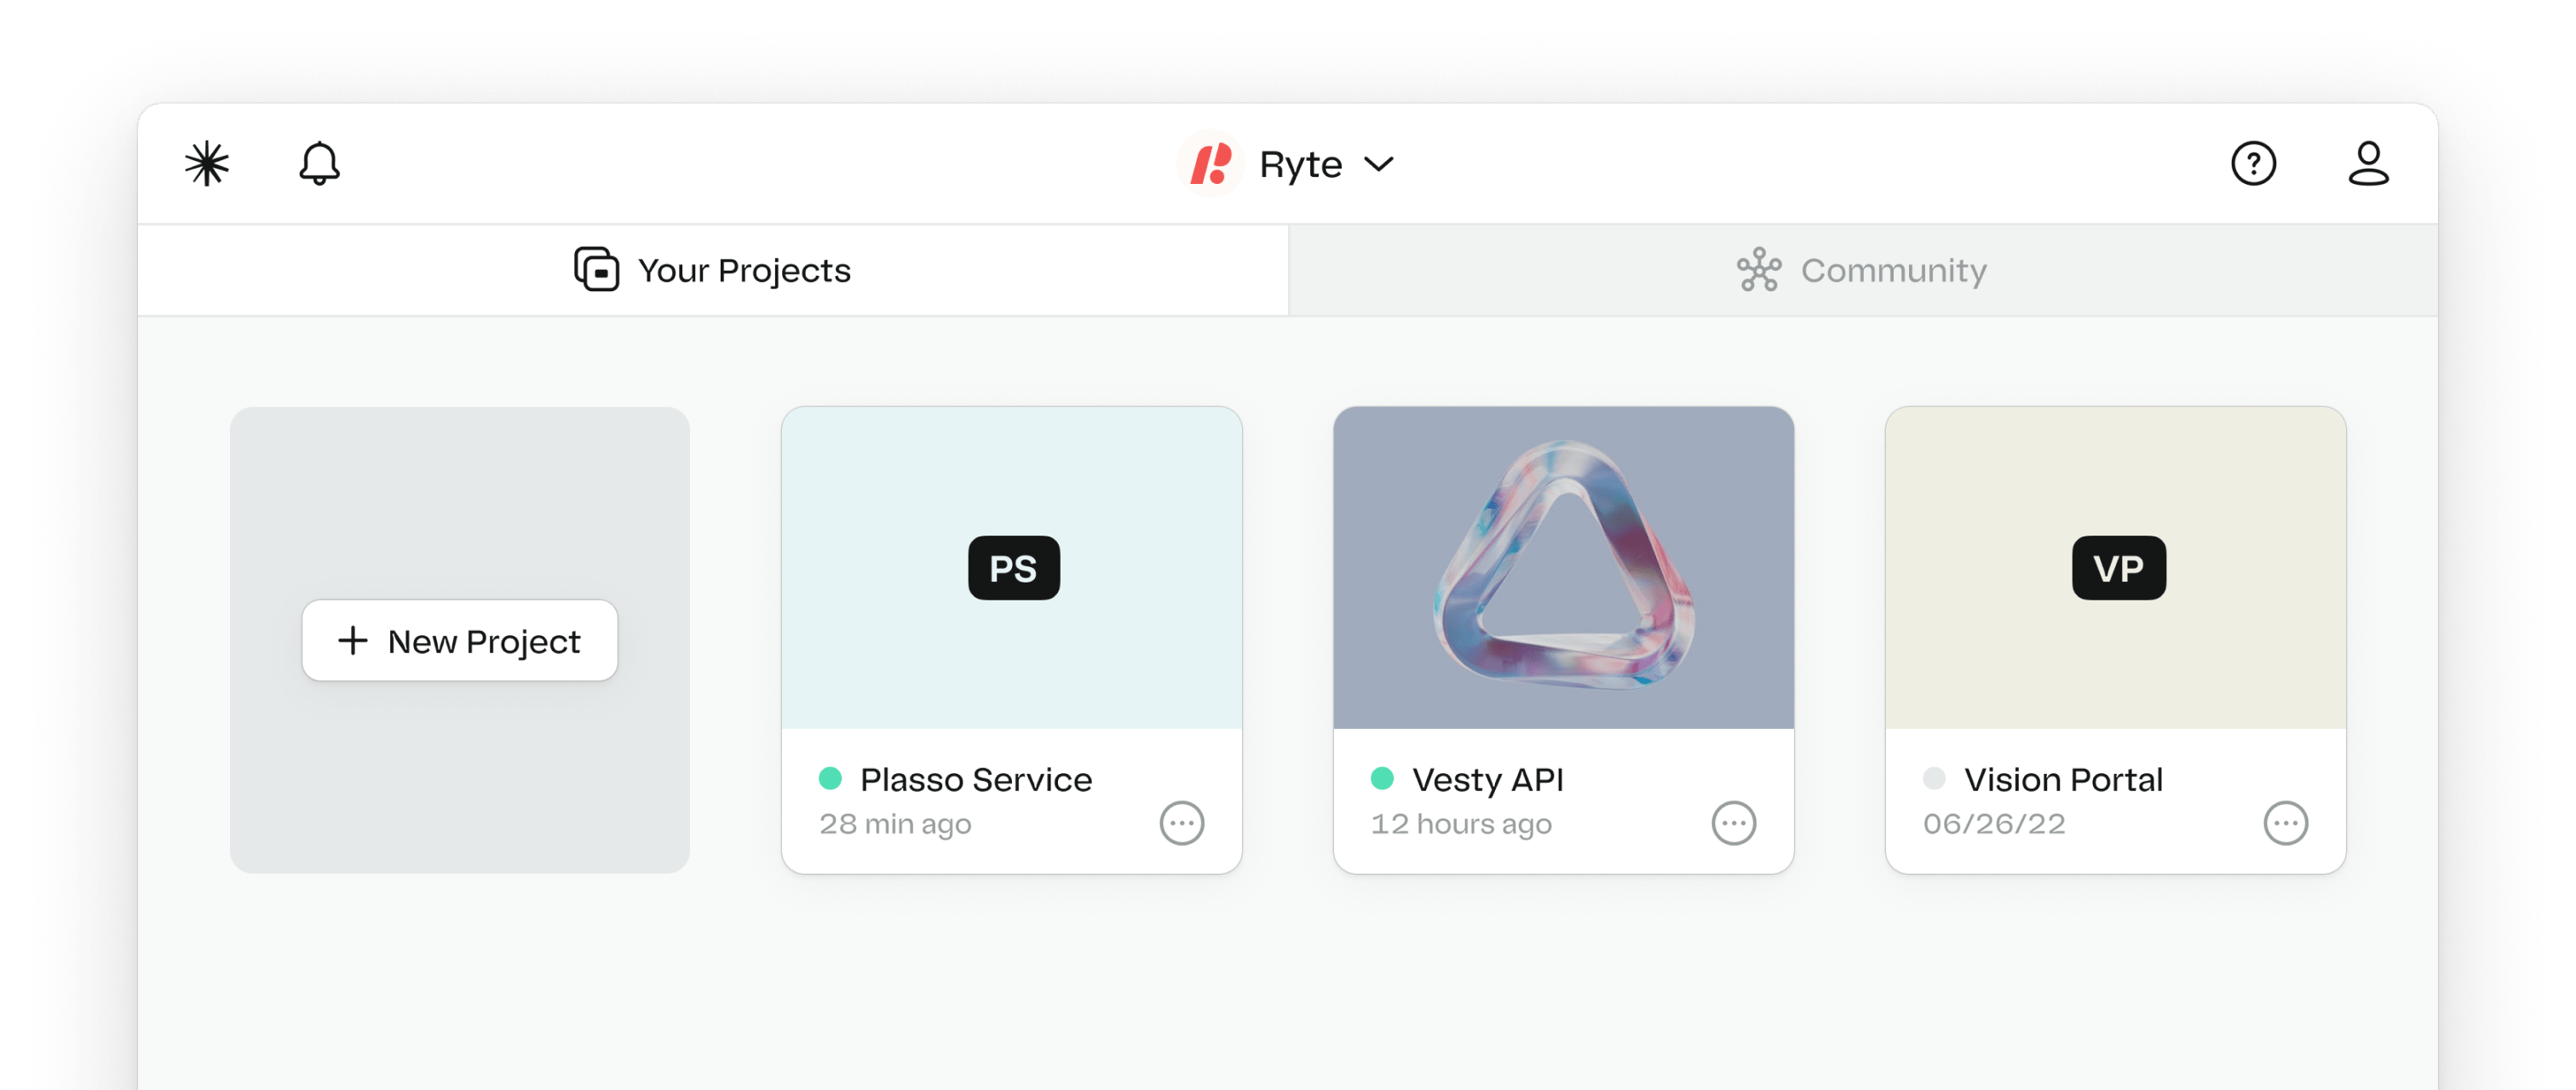 Ryte
Your Projects
Community
New Project
PS
VP
Plasso Service
28 min ago
Vesty API
12 hours ago
Vision Portal
06/26/22